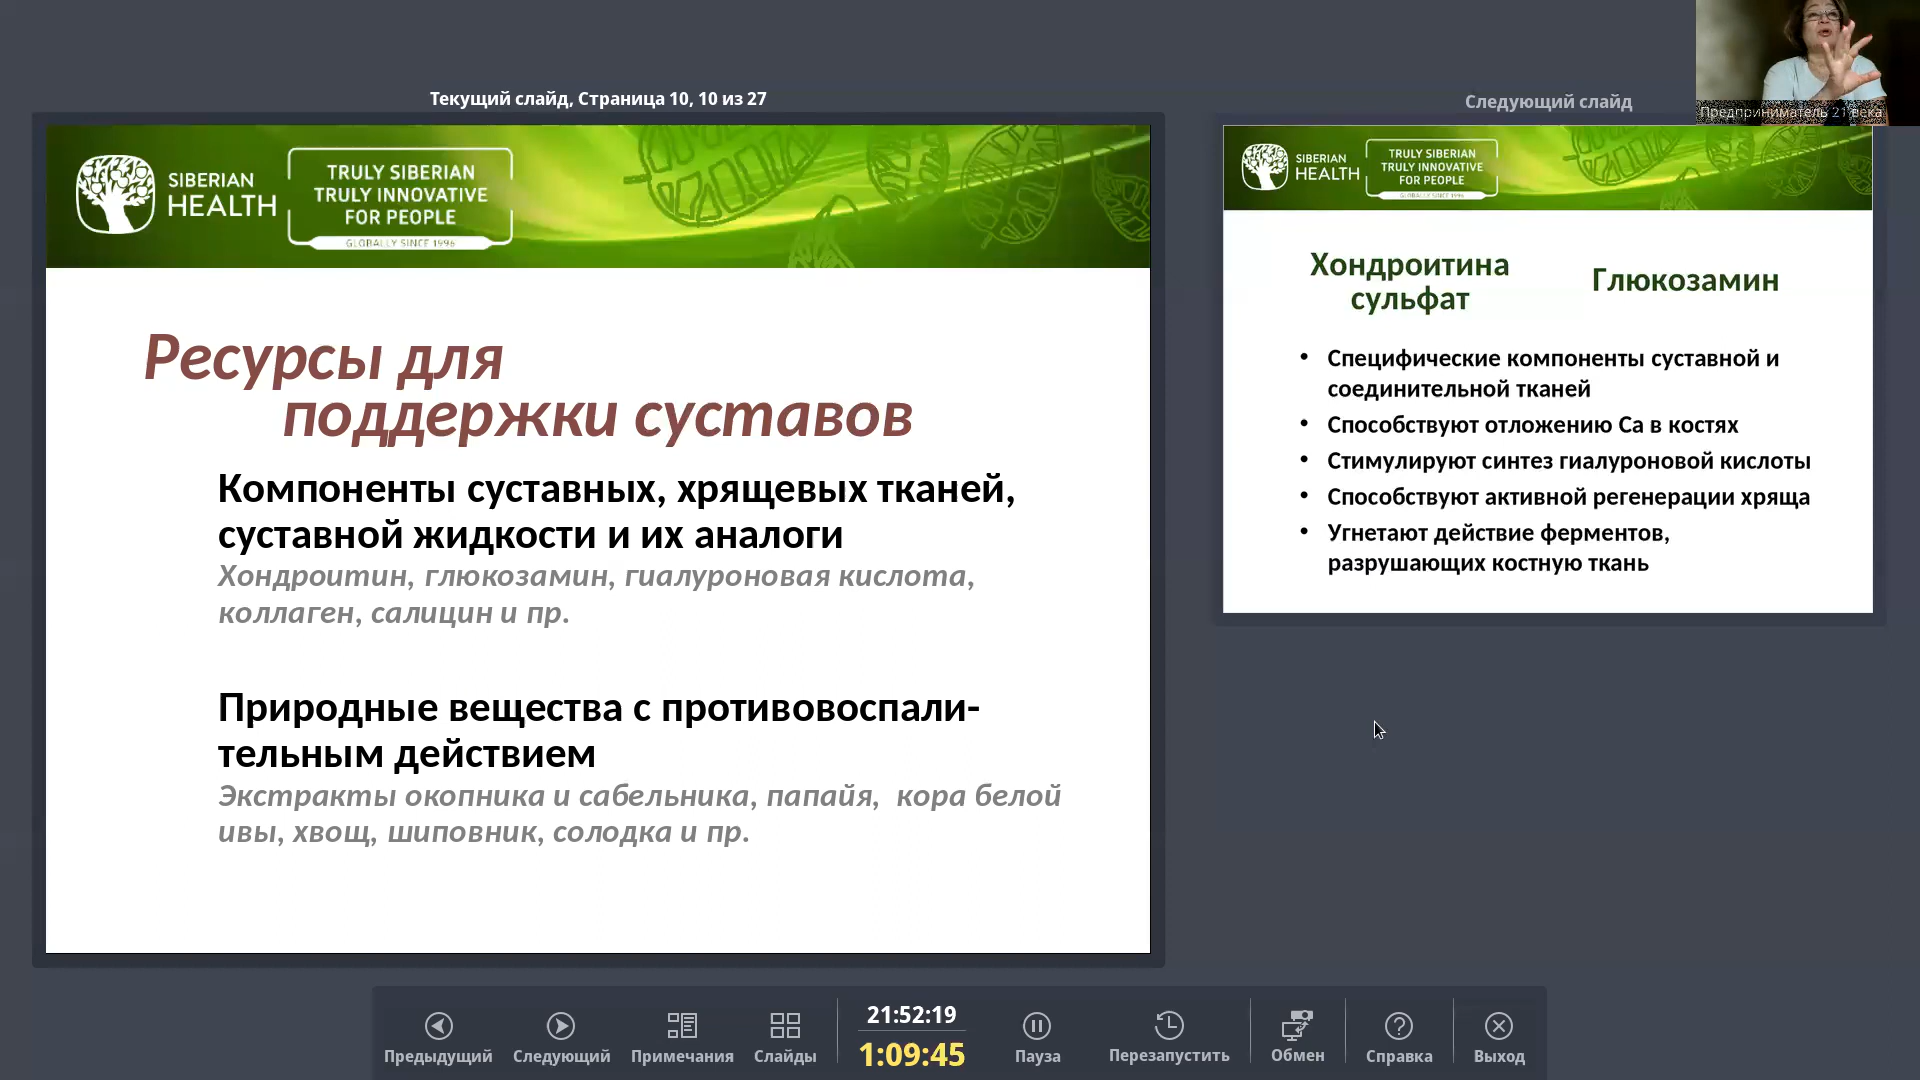 Текущий слайд, Страница 10, 10 из 27
SIBERIAN
HEALTH
TRULY SIBERIAN
TRULY INNOVATIVE
FOR PEOPLE
GLOBALLY SINCE 1996
Ресурсы для
поддержки суставов
Компоненты суставных, хрящевых тканей,
суставной жидкости и их аналоги
Хондроитин, глюкозамин, гиалуроновая кислота,
коллаген, салицин и пр.
Природные вещества с противовоспали-
тельным действием
Экстракты окопника и сабельника, папайя, кора белой
ивы, хвощ, шиповник, солодка и пр.
Следующий слайд
Предприниматель 21 века
SIBERIAN
HEALTH
TRULY SIBERIAN
TRULY INNOVATIVE
FOR PEOPLE
GLOBALLY SINCE 1996
Хондроитина
сульфат
Глюкозамин
• Специфические компоненты суставной и
соединительной тканей
• Способствуют отложению Ca в костях
• Стимулируют синтез гиалуроновой кислоты
• Способствуют активной регенерации хряща
• Угнетают действие ферментов,
разрушающих костную ткань
Предыдущий
Следующий
Примечания
Слайды
21:52:19
1:09:45
Пауза
Перезапустить
Обмен
Справка
Выход